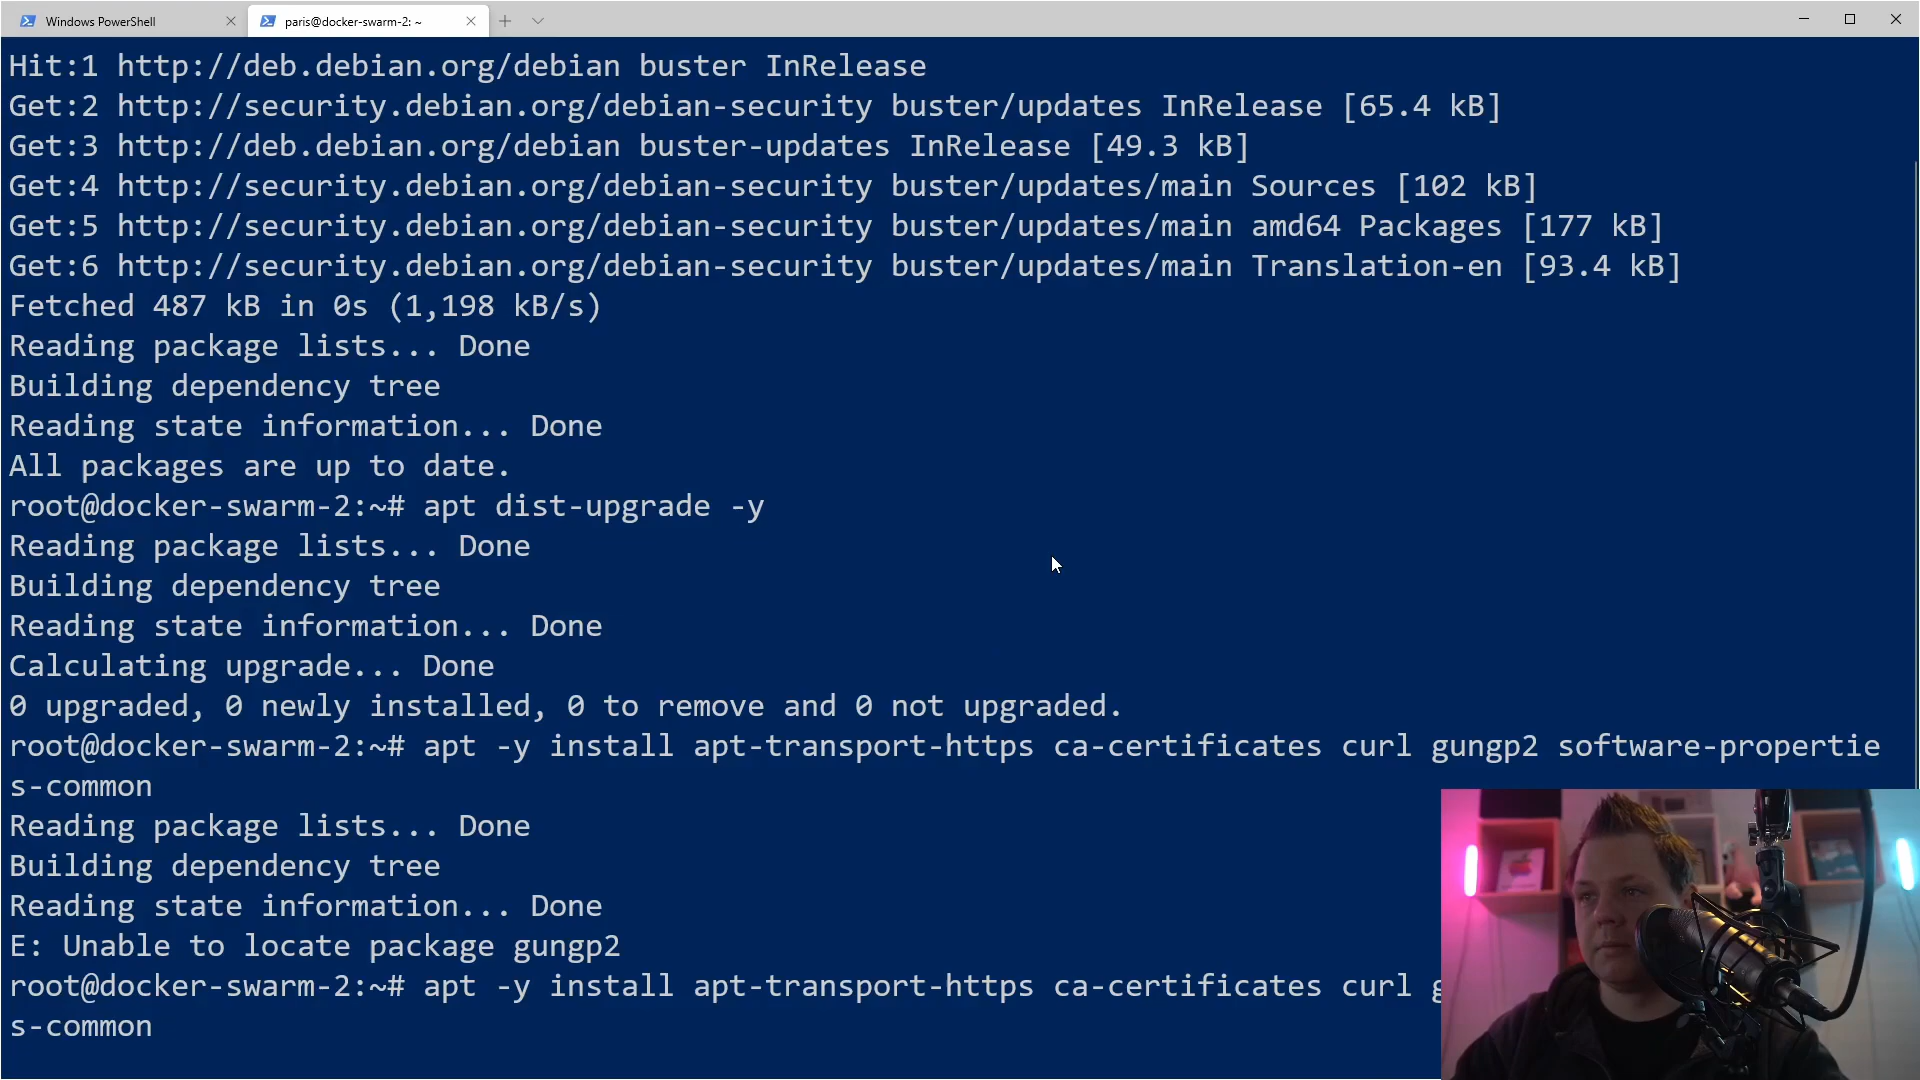 Windows PowerShell
paris@docker-swarm-2: ~
Hit:1 http://deb.debian.org/debian buster InRelease
Get:2 http://security.debian.org/debian-security buster/updates InRelease [65.4 kB]
Get:3 http://deb.debian.org/debian buster-updates InRelease [49.3 kB]
Get:4 http://security.debian.org/debian-security buster/updates/main Sources [102 kB]
Get:5 http://security.debian.org/debian-security buster/updates/main amd64 Packages [177 kB]
Get:6 http://security.debian.org/debian-security buster/updates/main Translation-en [93.4 kB]
Fetched 487 kB in 0s (1,198 kB/s)
Reading package lists... Done
Building dependency tree
Reading state information... Done
All packages are up to date.
root@docker-swarm-2:~# apt dist-upgrade -y
Reading package lists... Done
Building dependency tree
Reading state information... Done
Calculating upgrade... Done
0 upgraded, 0 newly installed, 0 to remove and 0 not upgraded.
root@docker-swarm-2:~# apt -y install apt-transport-https ca-certificates curl gungp2 software-propertie
s-common
Reading package lists... Done
Building dependency tree
Reading state information... Done
E: Unable to locate package gungp2
root@docker-swarm-2:~# apt -y install apt-transport-https ca-certificates curl
s-common